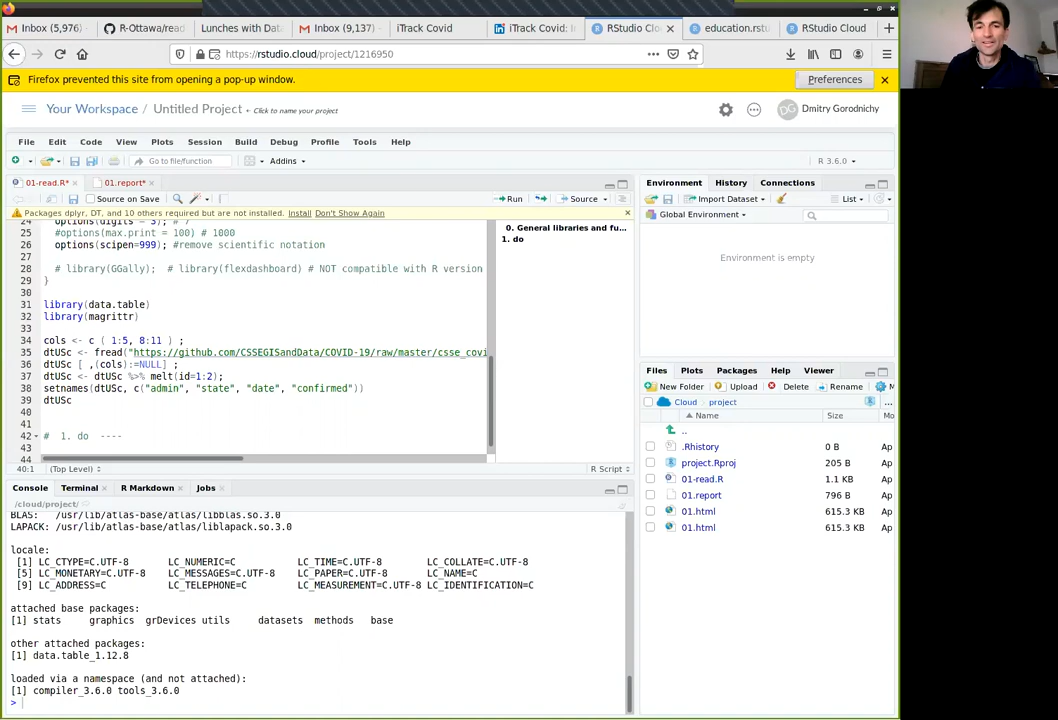 Inbox (5,976)
R-Ottawa/read
Lunches with Dat
Inbox (9,137)
iTrack Covid
iTrack Covid: I
RStudio Clo
education.rstu
RStudio Cloud
https://rstudio.cloud/project/1216950
Firefox prevented this site from opening a pop-up window.
Preferences
Your Workspace / Untitled Project
Click to name your project
DG
Dmitry Gorodnichy
File Edit Code View Plots Session Build Debug Profile Tools Help
Go to file/function
Addins
R 3.6.0
01-read.R*
01.report*
Source on Save
Run
Source
Packages dplyr, DT, and 10 others required but are not installed. Install Don't Show Again
24 options(digits = 3); # 7
25 #options(max.print = 100) # 1000
26 options(scipen=999); #remove scientific notation
27
28 # library(GGally); # library(flexdashboard) # NOT compatible with R version
29 }
30
31 library(data.table)
32 library(magrittr)
33
34 cols <- c ( 1:5, 8:11 ) ;
35 dtUSc <- fread("https://github.com/CSSEGISandData/COVID-19/raw/master/csse_covi
36 dtUSc [ ,(cols):=NULL] ;
37 dtUSc <- dtUSc %>% melt(id=1:2);
38 setnames(dtUSc, c("admin", "state", "date", "confirmed"))
39 dtUSc
40
41
42 # 1. do ----
43
44
0. General libraries and fu...
1. do
40:1
(Top Level)
R Script
Console Terminal R Markdown Jobs
/cloud/project/
BLAS: /usr/lib/atlas-base/atlas/libblas.so.3.0
LAPACK: /usr/lib/atlas-base/atlas/liblapack.so.3.0
locale:
[1] LC_CTYPE=C.UTF-8 LC_NUMERIC=C LC_TIME=C.UTF-8 LC_COLLATE=C.UTF-8
[5] LC_MONETARY=C.UTF-8 LC_MESSAGES=C.UTF-8 LC_PAPER=C.UTF-8 LC_NAME=C
[9] LC_ADDRESS=C LC_TELEPHONE=C LC_MEASUREMENT=C.UTF-8 LC_IDENTIFICATION=C
attached base packages:
[1] stats graphics grDevices utils datasets methods base
other attached packages:
[1] data.table_1.12.8
loaded via a namespace (and not attached):
[1] compiler_3.6.0 tools_3.6.0
>
Environment History Connections
Import Dataset
List
Global Environment
Environment is empty
Files Plots Packages Help Viewer
New Folder Upload Delete Rename M
Cloud project
Name Size Mo
..
.Rhistory 0 B Ap
project.Rproj 205 B Ap
01-read.R 1.1 KB Ap
01.report 796 B Ap
01.html 615.3 KB Ap
01.html 615.3 KB Ap